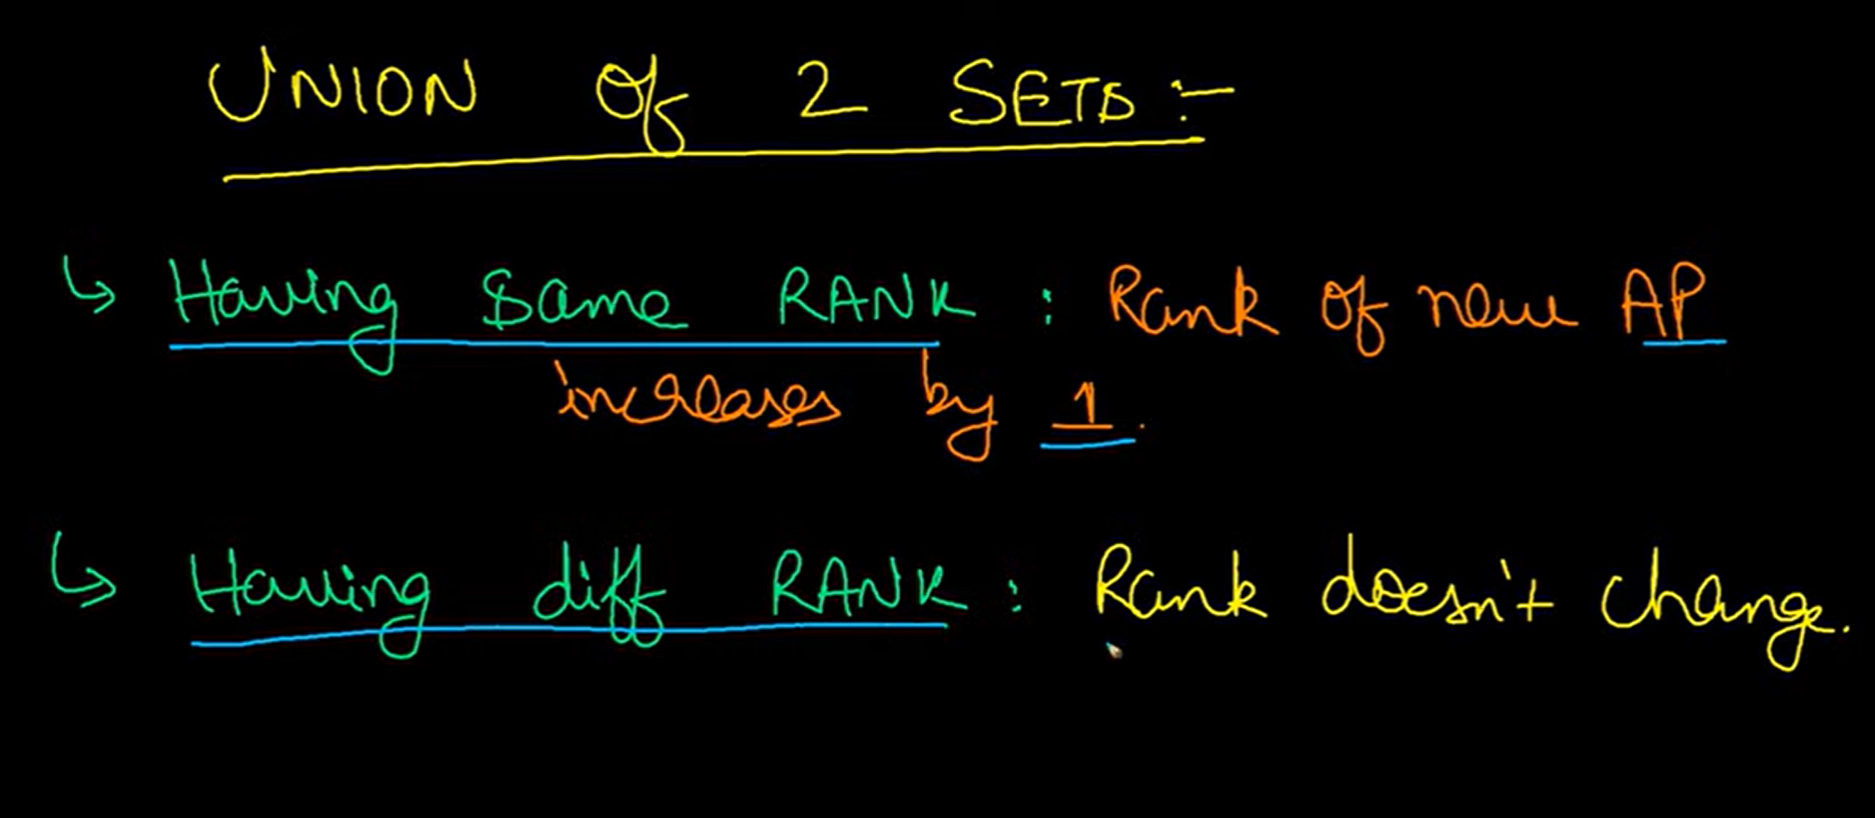 UNION Of 2 SETS :-
↳ Having Same RANK : Rank Of new AP
increases by 1.
↳ Having diff RANK : Rank doesn't change.